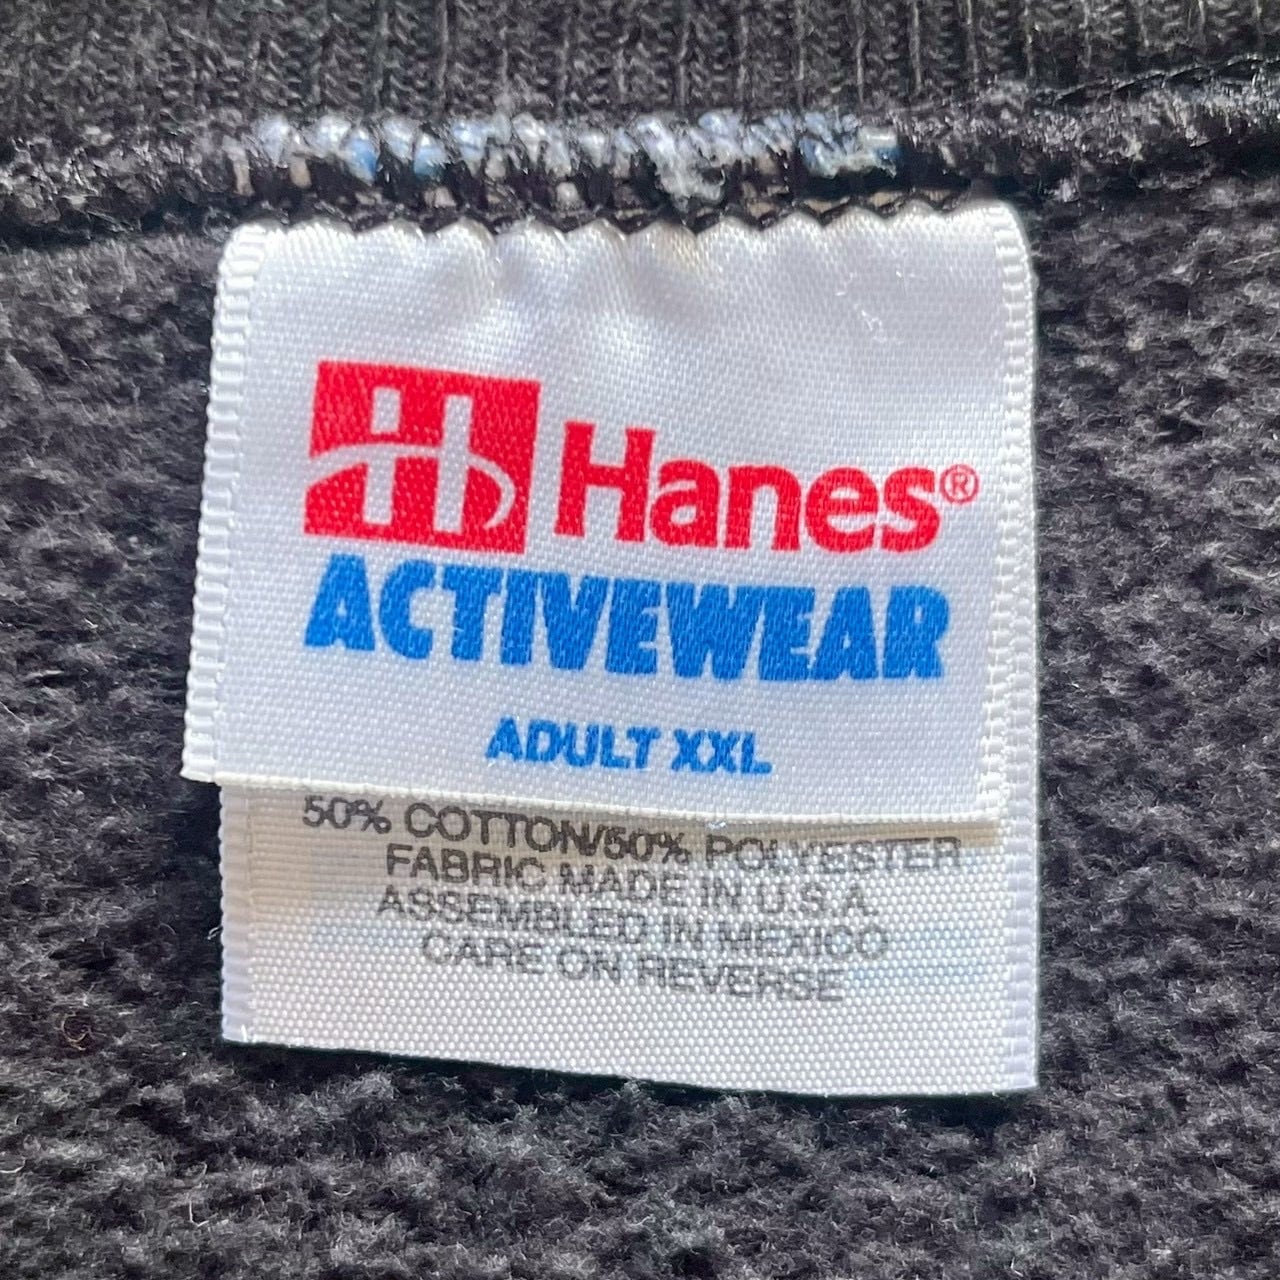 Hanes®
ACTIVEWEAR
ADULT XXL
50% COTTON/50% POLYESTER
FABRIC MADE IN U.S.A.
ASSEMBLED IN MEXICO
CARE ON REVERSE